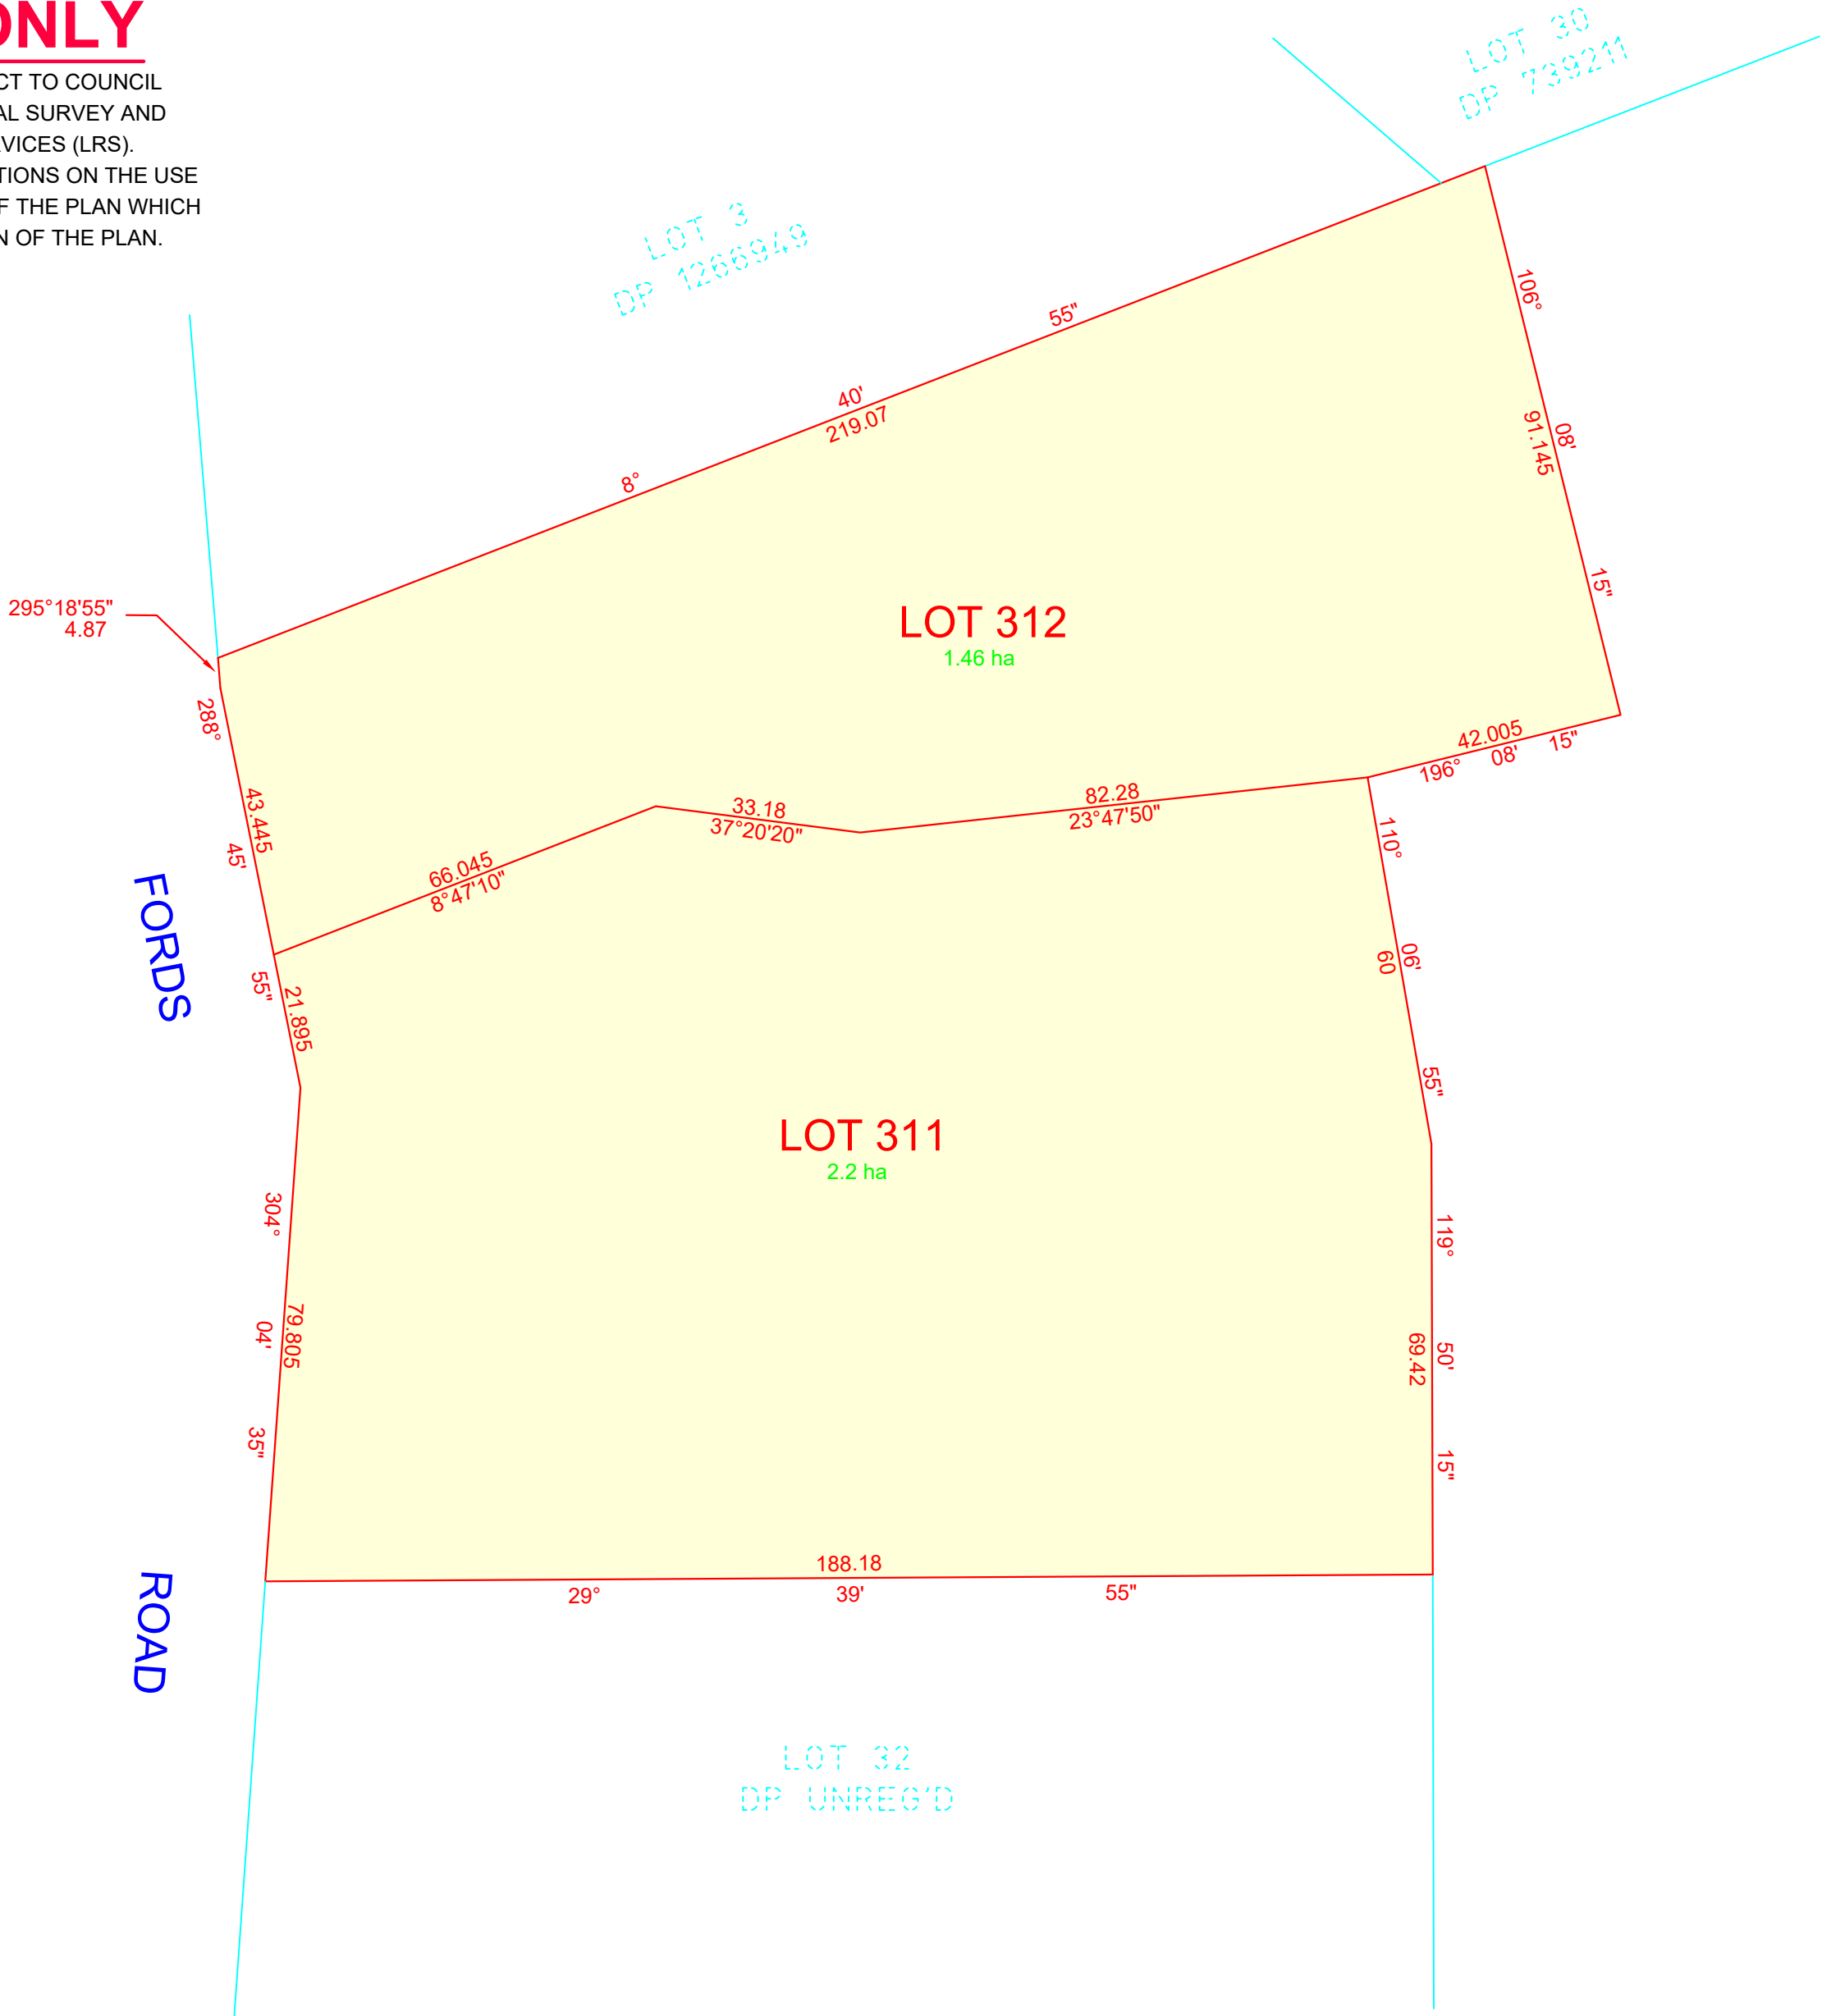 ONLY
CT TO COUNCIL
AL SURVEY AND
RVICES (LRS).
TIONS ON THE USE
F THE PLAN WHICH
N OF THE PLAN.
LOT 30
DP 739211
LOT 3
DP 1266949
8° 40' 55"
219.07
106° 08' 15"
91.145
295°18'55"
4.87
LOT 312
1.46 ha
42.005
196° 08' 15"
288° 45' 55"
43.445
33.18
37°20'20"
82.28
23°47'50"
66.045
8°47'10"
21.895
110° 06' 55"
60
FORDS
LOT 311
2.2 ha
304° 04' 35"
79.805
119° 50' 15"
69.42
188.18
29° 39' 55"
ROAD
LOT 32
DP UNREG'D